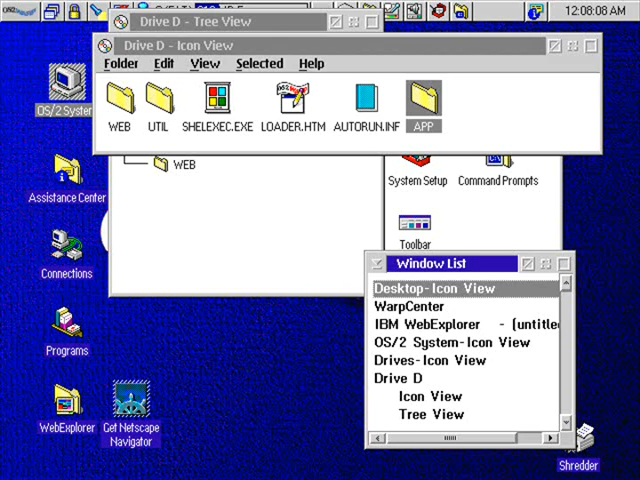 OS/2
12:08:08 AM
Drive D - Tree View
Drive D - Icon View
Folder Edit View Selected Help
WEB UTIL SHELEXEC.EXE LOADER.HTM AUTORUN.INF APP
OS/2 System
WEB
System Setup Command Prompts
Assistance Center
Toolbar
Connections
Window List
Desktop-Icon View
WarpCenter
IBM WebExplorer - (untitle
OS/2 System-Icon View
Drives-Icon View
Drive D
Icon View
Tree View
Programs
WebExplorer
Get Netscape
Navigator
Shredder